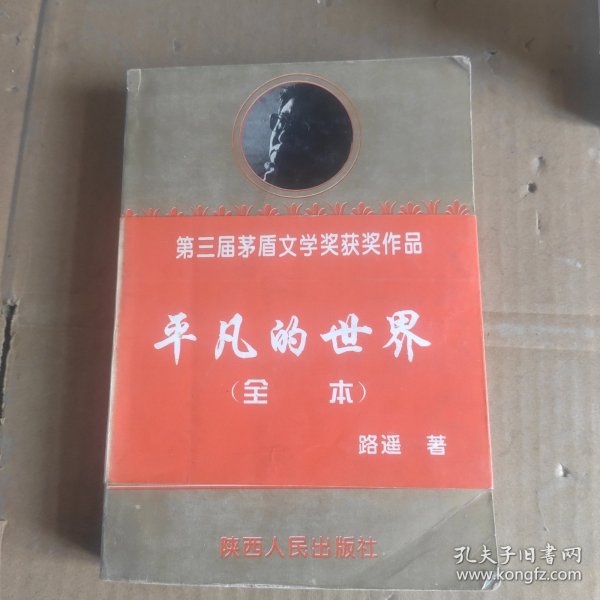 第三届茅盾文学奖获奖作品
平凡的世界
（全 本）
路遥 著
陕西人民出版社
孔夫子旧书网
www.kongfz.com